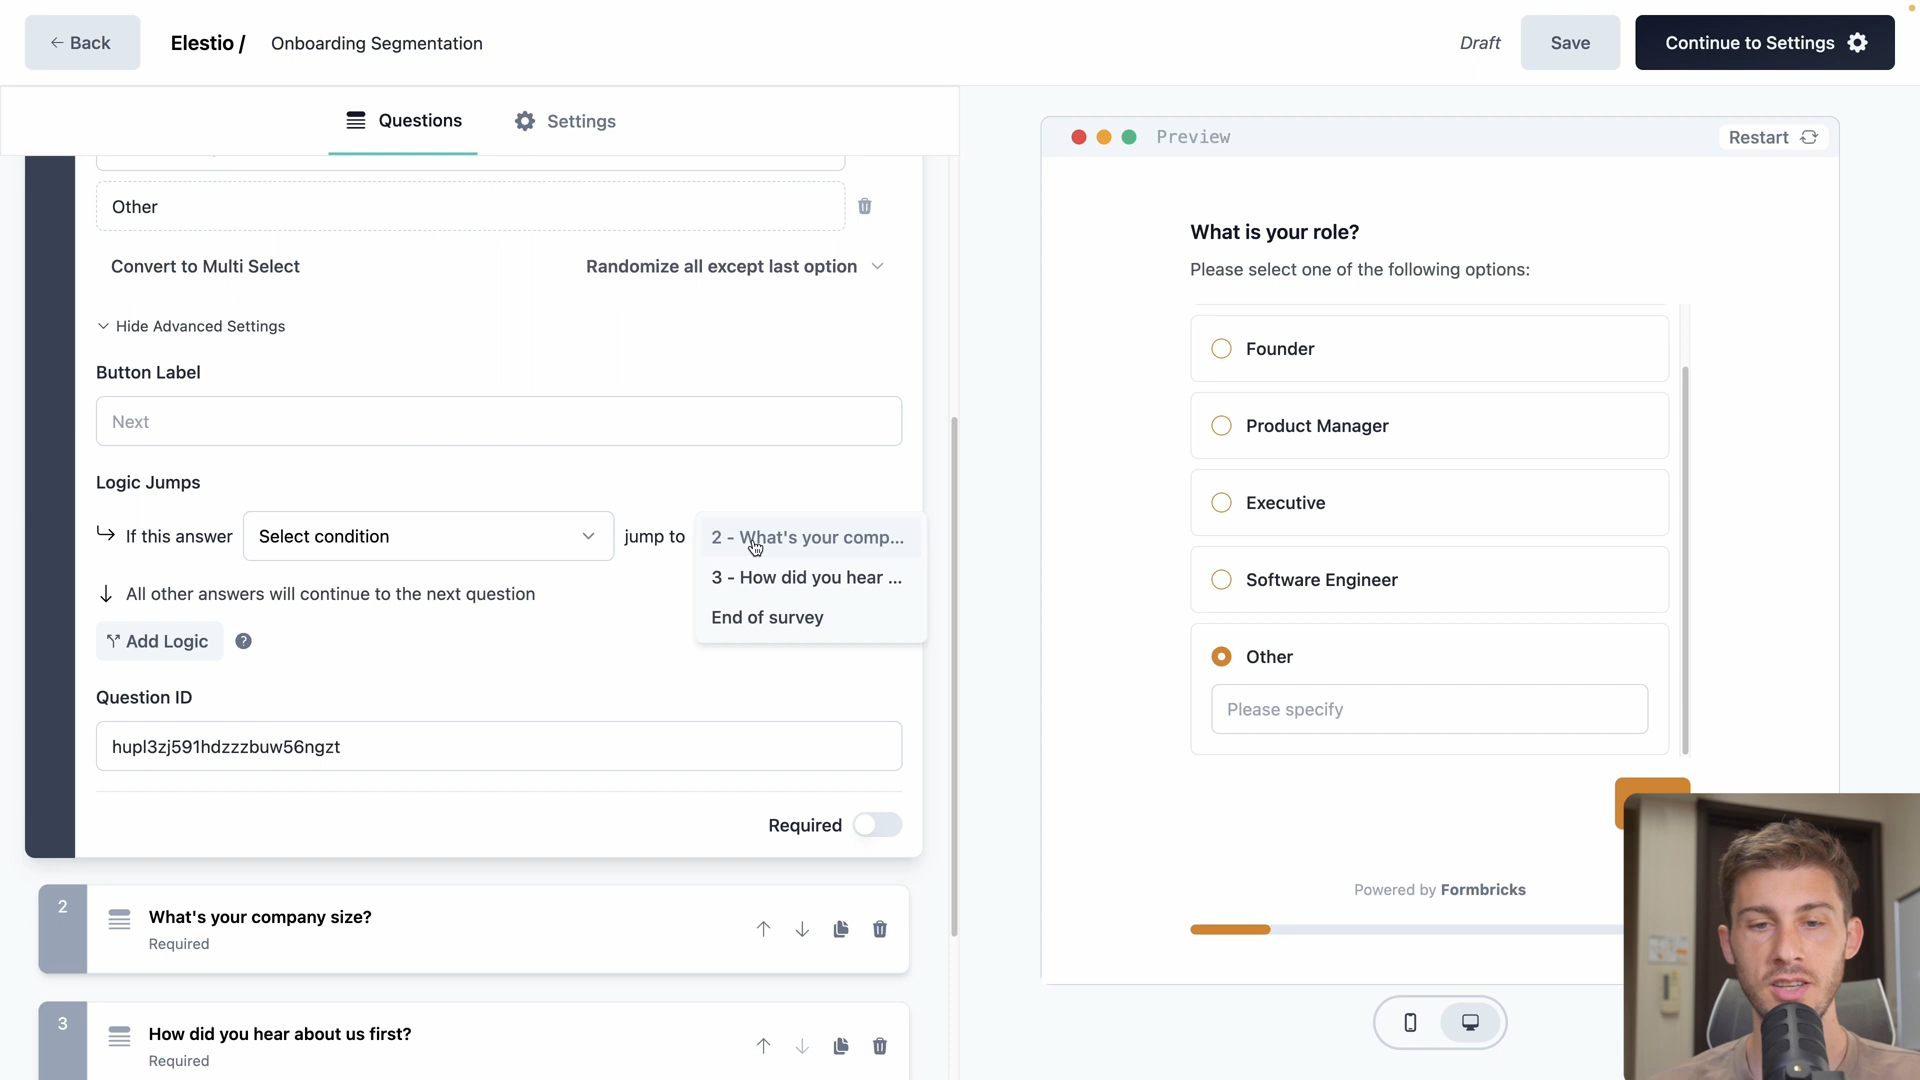 ← Back
Elestio /
Onboarding Segmentation
Draft
Save
Continue to Settings
Questions
Settings
Other
Convert to Multi Select
Randomize all except last option
Hide Advanced Settings
Button Label
Next
Logic Jumps
If this answer
Select condition
jump to
2 - What's your comp...
3 - How did you hear ...
End of survey
All other answers will continue to the next question
Add Logic
?
Question ID
hupl3zj591hdzzzbuw56ngzt
Required
2
What's your company size?
Required
3
How did you hear about us first?
Required
Preview
Restart
What is your role?
Please select one of the following options:
Founder
Product Manager
Executive
Software Engineer
Other
Please specify
Powered by Formbricks